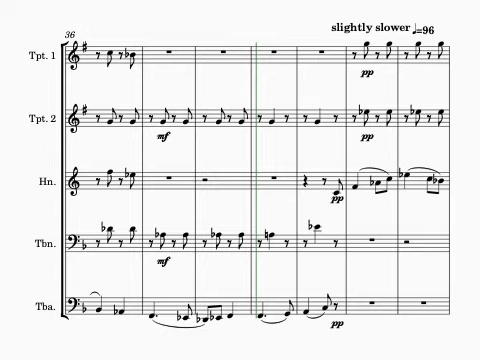 slightly slower ♩=96
36
Tpt. 1
pp
Tpt. 2
mf
pp
Hn.
pp
Tbn.
mf
Tba.
pp